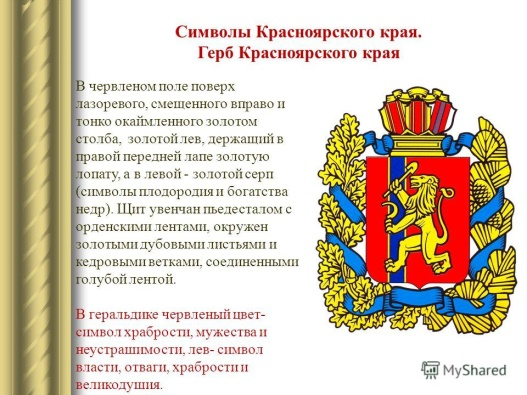 Символы Красноярского края.
Герб Красноярского края
В червленом поле поверх
лазоревого, смещенного вправо и
тонко окаймленного золотом
столба, золотой лев, держащий в
правой передней лапе золотую
лопату, а в левой - золотой серп
(символы плодородия и богатства
недр). Щит увенчан пьедесталом с
орденскими лентами, окружен
золотыми дубовыми листьями и
кедровыми ветками, соединенными
голубой лентой.
В геральдике червленый цвет-
символ храбрости, мужества и
неустрашимости, лев- символ
власти, отваги, храбрости и
великодушия.
MyShared